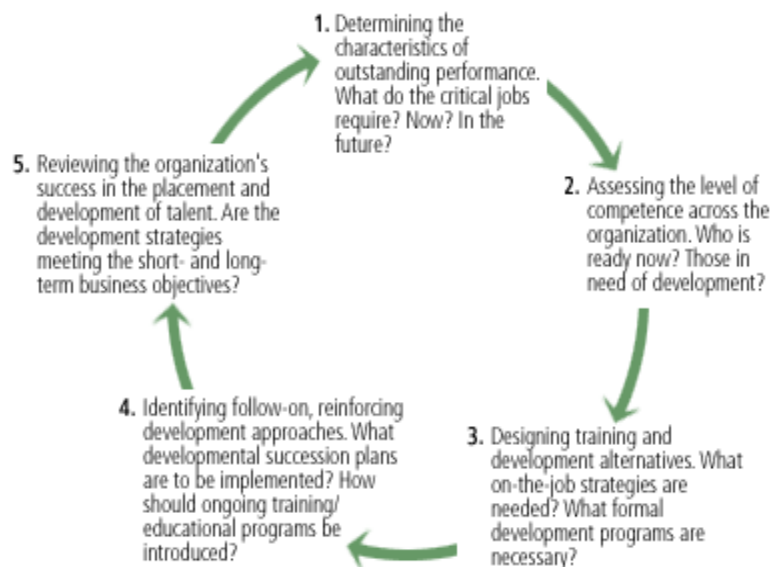 1. Determining the
characteristics of
outstanding performance.
What do the critical jobs
require? Now? In the
future?
2. Assessing the level of
competence across the
organization. Who is
ready now? Those in
need of development?
3. Designing training and
development alternatives. What
on-the-job strategies are
needed? What formal
development programs are
necessary?
4. Identifying follow-on, reinforcing
development approaches. What
developmental succession plans
are to be implemented? How
should ongoing training/
educational programs be
introduced?
5. Reviewing the organization's
success in the placement and
development of talent. Are the
development strategies
meeting the short- and long-
term business objectives?